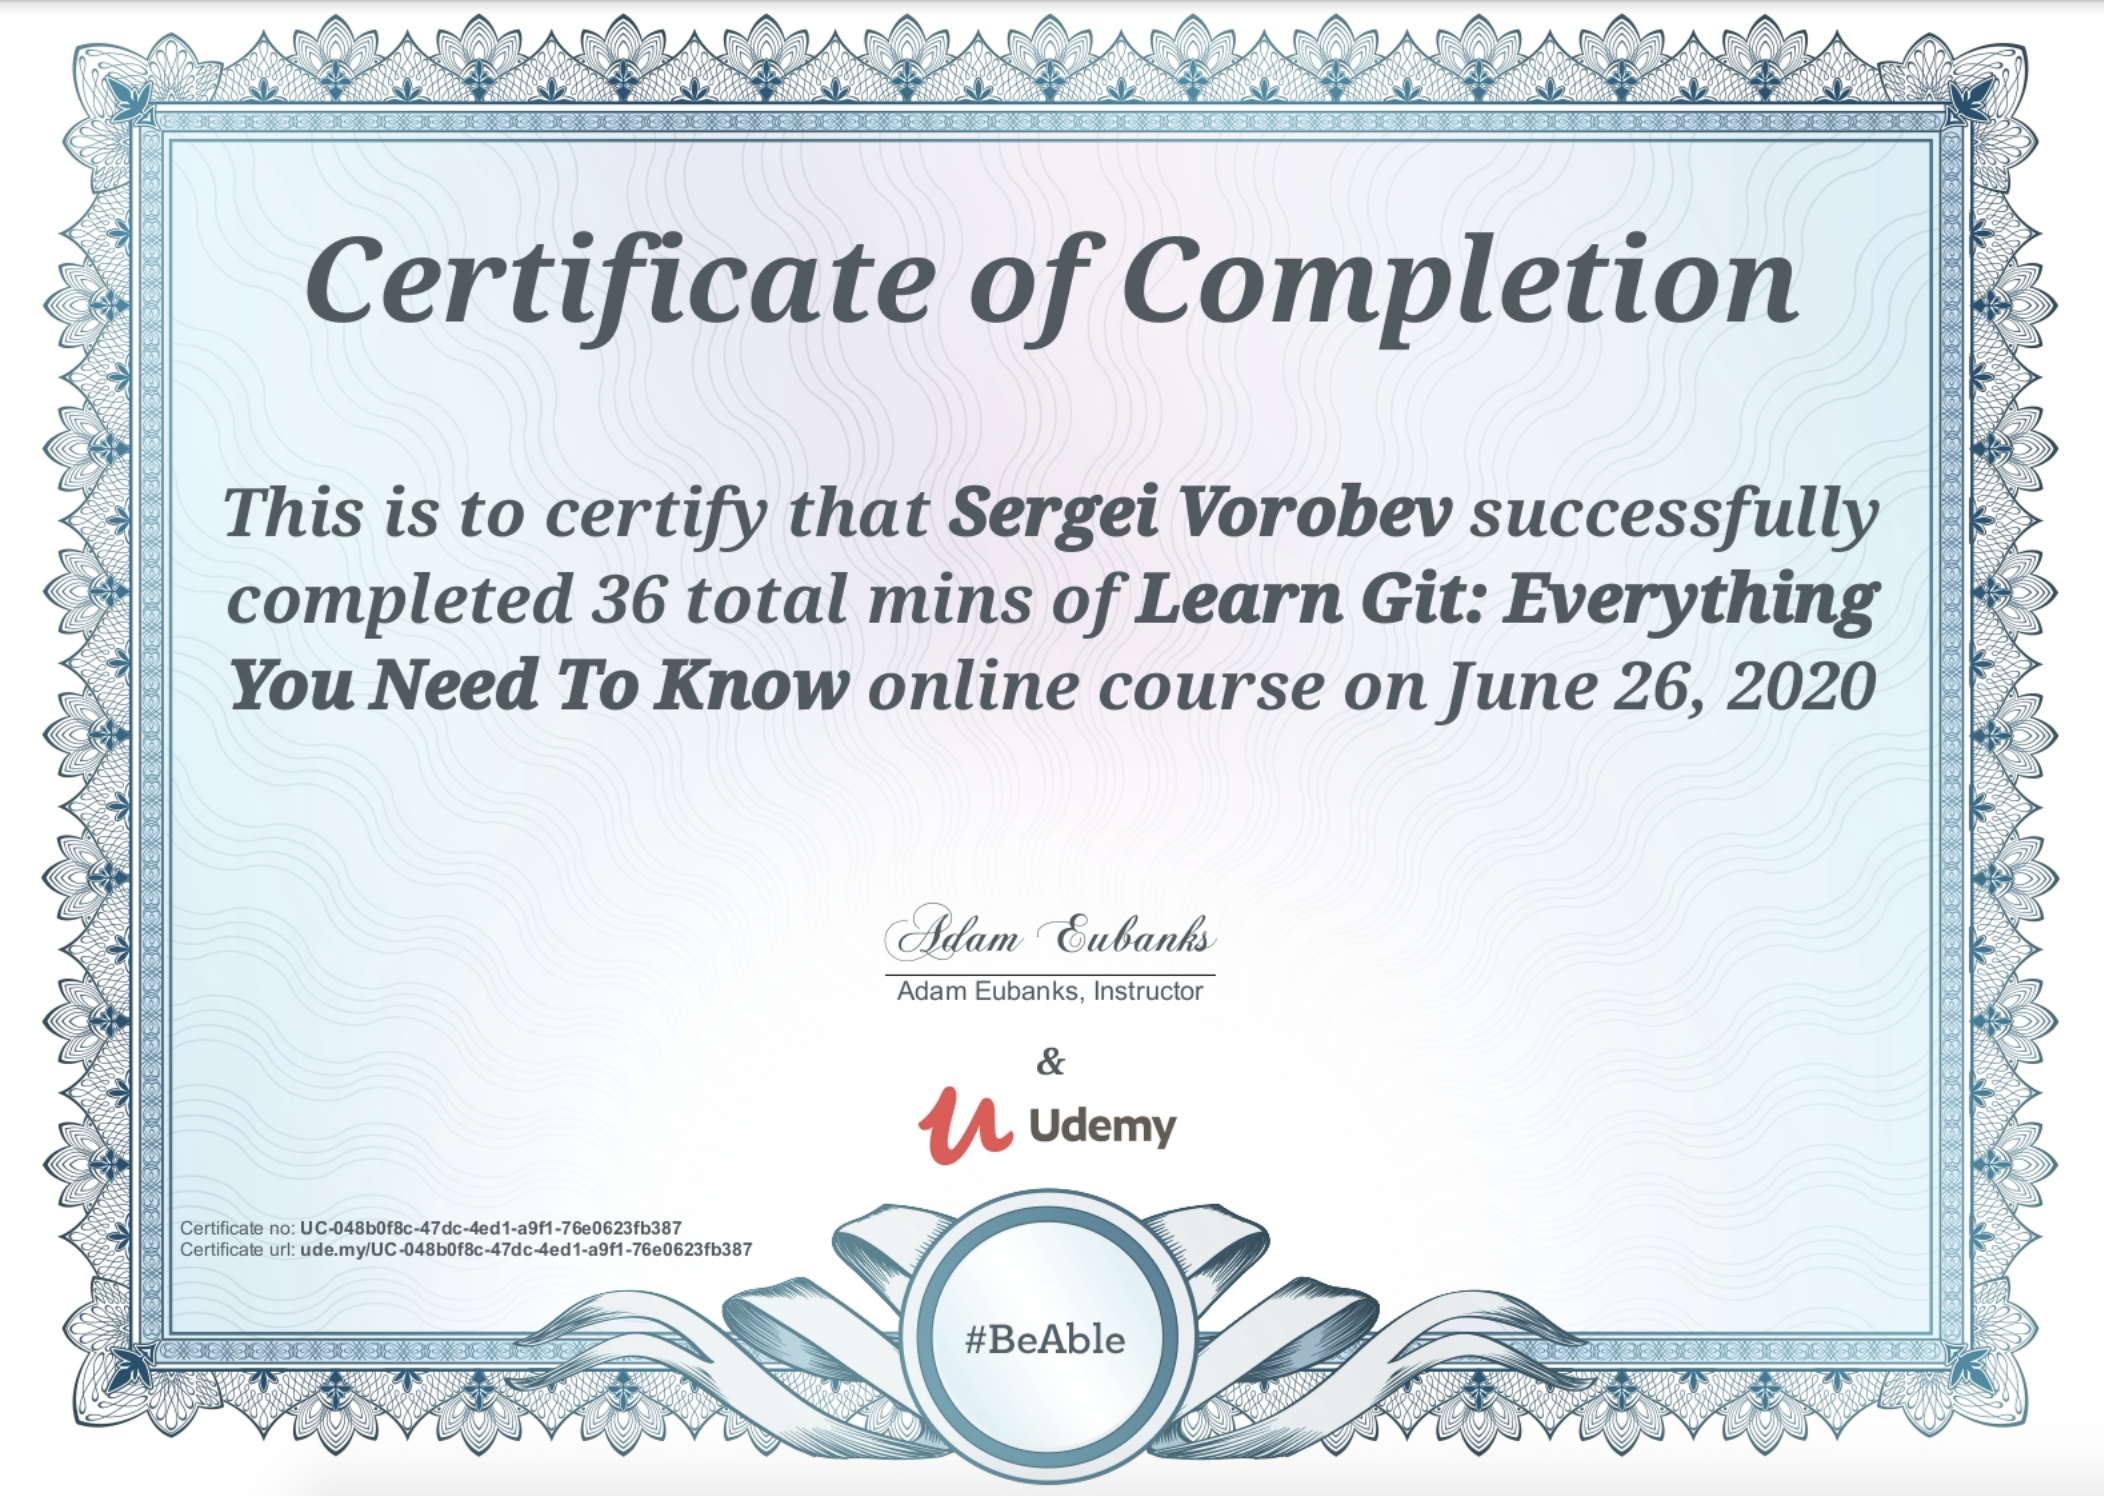 Certificate of Completion
This is to certify that Sergei Vorobev successfully
completed 36 total mins of Learn Git: Everything
You Need To Know online course on June 26, 2020
Adam Eubanks
Adam Eubanks, Instructor
&
Udemy
Certificate no: UC-048b0f8c-47dc-4ed1-a9f1-76e0623fb387
Certificate url: ude.my/UC-048b0f8c-47dc-4ed1-a9f1-76e0623fb387
#BeAble